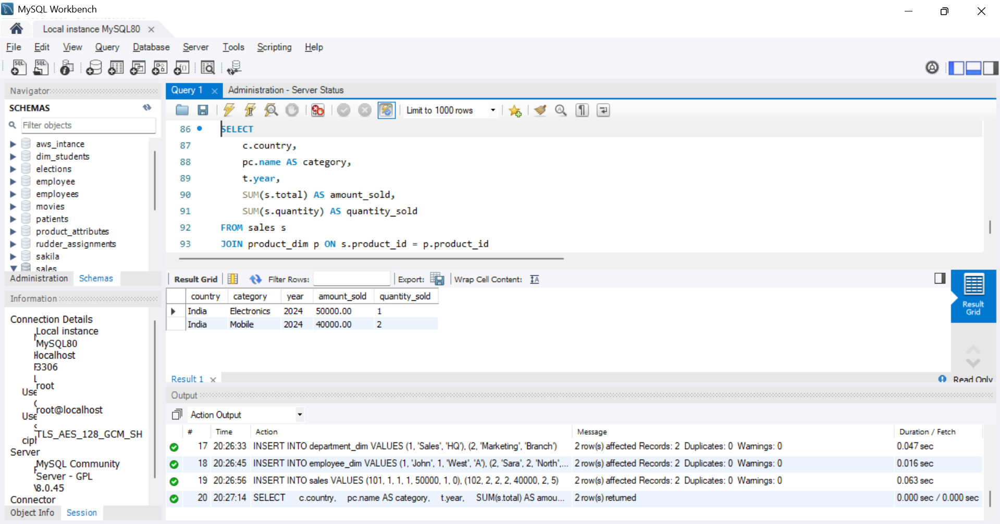 MySQL Workbench
Local instance MySQL80
File Edit View Query Database Server Tools Scripting Help
Navigator
SCHEMAS
Filter objects
aws_intance
dim_students
elections
employee
employees
movies
patients
product_attributes
rudder_assignments
sakila
sales
Administration Schemas
Information
Connection Details
Local instance
MySQL80
localhost
3306
root
Use
root@localhost
Use
TLS_AES_128_GCM_SH
Server
MySQL Community
Server - GPL
8.0.45
Connector
Object Info Session
Query 1 Administration - Server Status
Limit to 1000 rows
86 SELECT
87 c.country,
88 pc.name AS category,
89 t.year,
90 SUM(s.total) AS amount_sold,
91 SUM(s.quantity) AS quantity_sold
92 FROM sales s
93 JOIN product_dim p ON s.product_id = p.product_id
Result Grid Filter Rows: Export: Wrap Cell Content:
country category year amount_sold quantity_sold
India Electronics 2024 50000.00 1
India Mobile 2024 40000.00 2
Result
Grid
Result 1
Read Only
Output
Action Output
# Time Action Message Duration / Fetch
17 20:26:33 INSERT INTO department_dim VALUES (1, 'Sales', 'HQ'), (2, 'Marketing', 'Branch') 2 row(s) affected Records: 2 Duplicates: 0 Warnings: 0 0.047 sec
18 20:26:45 INSERT INTO employee_dim VALUES (1, 'John', 1, 'West', 'A'), (2, 'Sara', 2, 'North',... 2 row(s) affected Records: 2 Duplicates: 0 Warnings: 0 0.016 sec
19 20:26:56 INSERT INTO sales VALUES (101, 1, 1, 1, 50000, 1, 0), (102, 2, 2, 2, 40000, 2, 5) 2 row(s) affected Records: 2 Duplicates: 0 Warnings: 0 0.063 sec
20 20:27:14 SELECT c.country, pc.name AS category, t.year, SUM(s.total) AS amou... 2 row(s) returned 0.000 sec / 0.000 sec